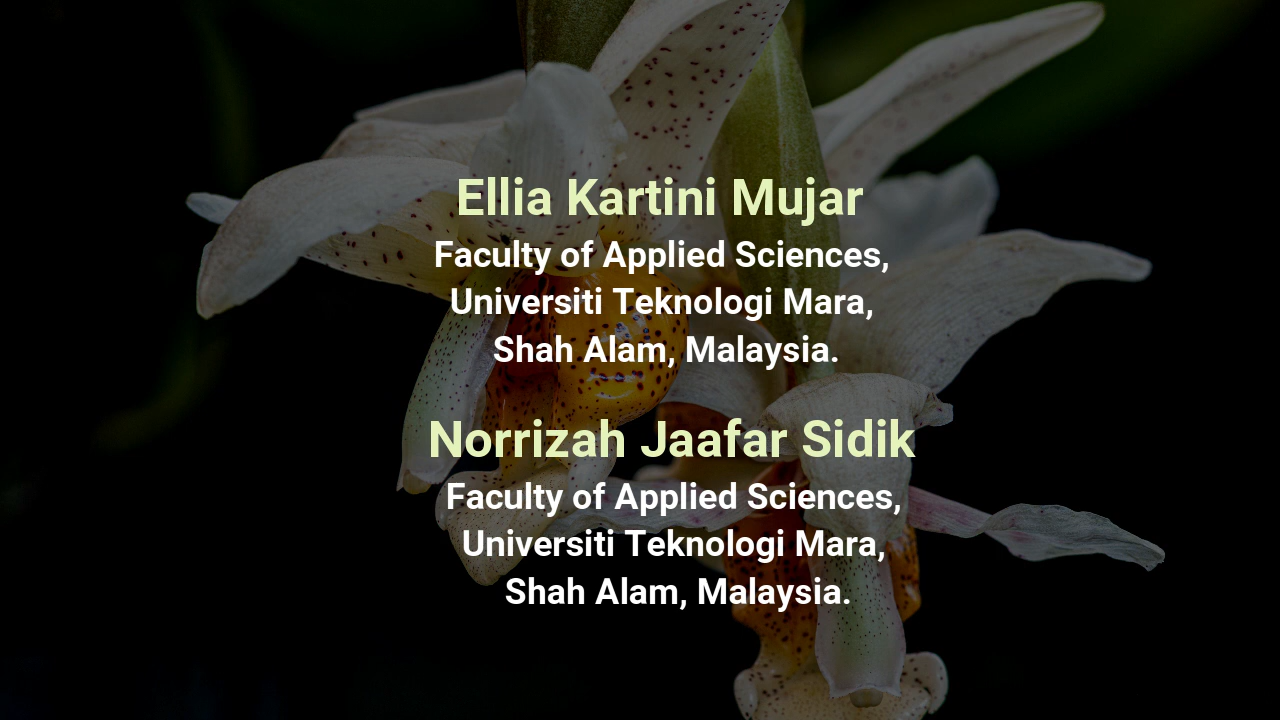 Ellia Kartini Mujar
Faculty of Applied Sciences,
Universiti Teknologi Mara,
Shah Alam, Malaysia.
Norrizah Jaafar Sidik
Faculty of Applied Sciences,
Universiti Teknologi Mara,
Shah Alam, Malaysia.